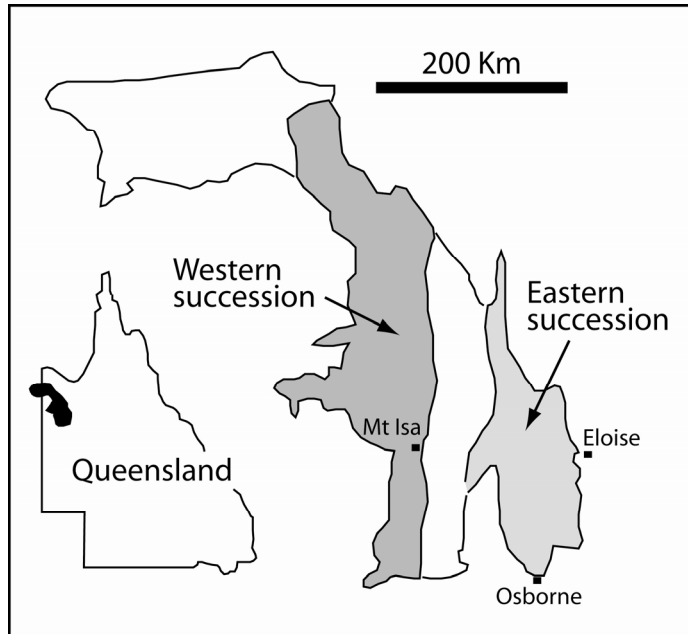 200 Km
Western
succession
Eastern
succession
Mt Isa
Eloise
Queensland
Osborne